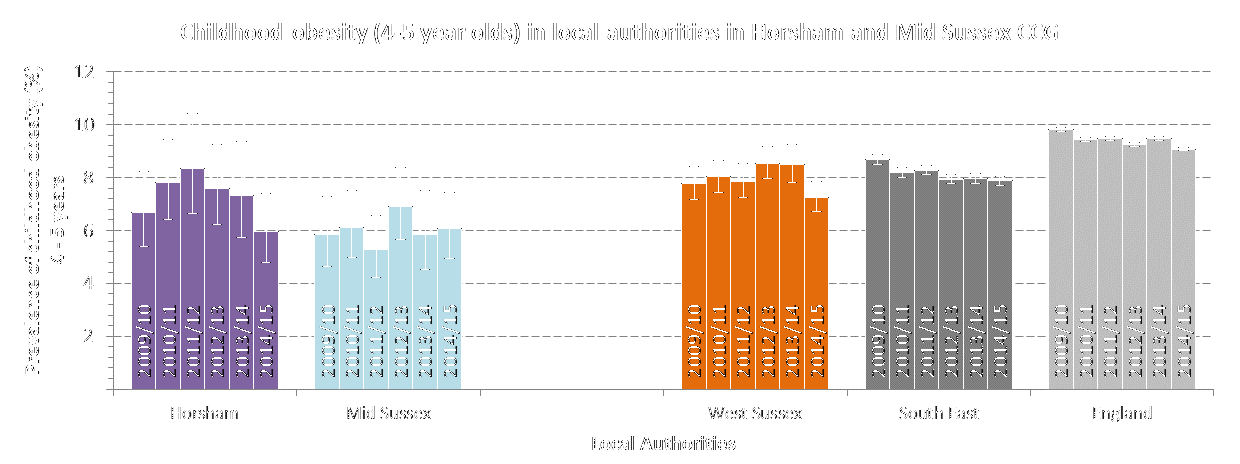 Childhood obesity (4-5 year olds) in local authorities in Horsham and Mid Sussex CCG
Prevalence of childhood obesity (%)
4 - 5 years
12
10
8
6
4
2
2009/10 2010/11 2011/12 2012/13 2013/14 2014/15
2009/10 2010/11 2011/12 2012/13 2013/14 2014/15
2009/10 2010/11 2011/12 2012/13 2013/14 2014/15
2009/10 2010/11 2011/12 2012/13 2013/14 2014/15
2009/10 2010/11 2011/12 2012/13 2013/14 2014/15
Horsham Mid Sussex West Sussex South East England
Local Authorities